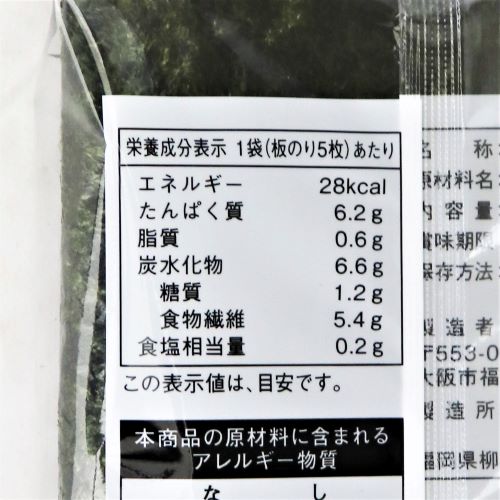 栄養成分表示 1袋(板のり5枚)あたり
エネルギー 28kcal
たんぱく質 6.2g
脂質 0.6g
炭水化物 6.6g
糖質 1.2g
食物繊維 5.4g
食塩相当量 0.2g
この表示値は、目安です。
本商品の原材料に含まれる
アレルギー物質
なし
名 称:
原材料名:
内容量:
賞味期限
保存方法:
製造者
〒553-0
大阪市福
製造所
福岡県柳